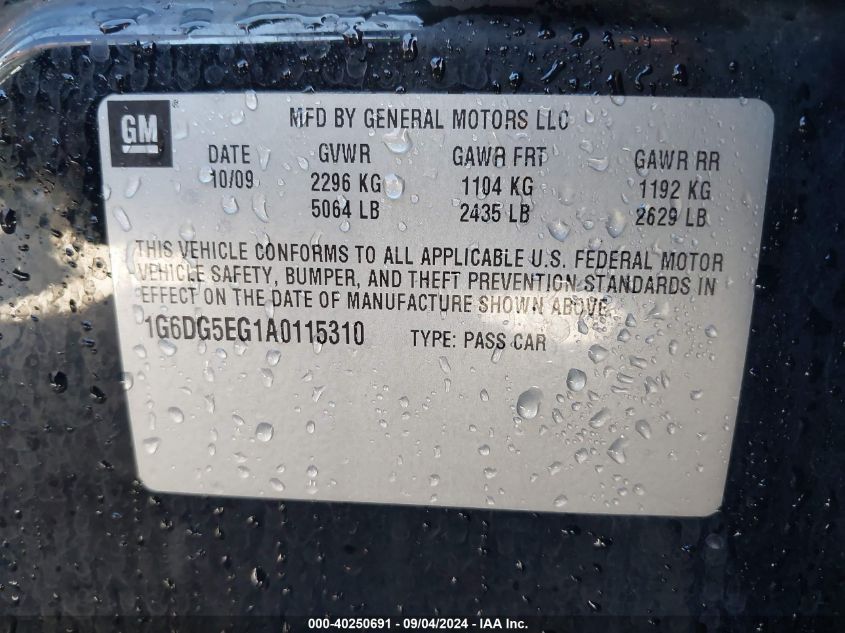 GM ®
MFD BY GENERAL MOTORS LLC
DATE GVWR GAWR FRT GAWR RR
10/09 2296 KG 1104 KG 1192 KG
5064 LB 2435 LB 2629 LB
THIS VEHICLE CONFORMS TO ALL APPLICABLE U.S. FEDERAL MOTOR
VEHICLE SAFETY, BUMPER, AND THEFT PREVENTION STANDARDS IN
EFFECT ON THE DATE OF MANUFACTURE SHOWN ABOVE.
1G6DG5EG1A0115310 TYPE: PASS CAR
000-40250691 - 09/04/2024 - IAA Inc.